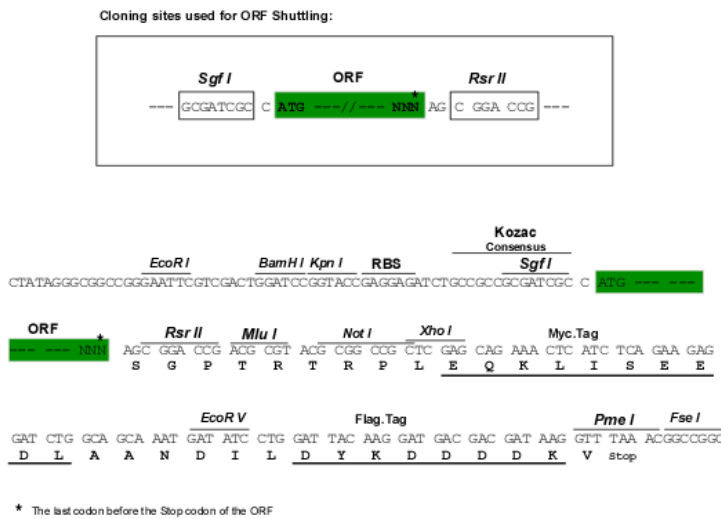 Cloning sites used for ORF Shuttling:
Sgf I ORF Rsr II
--- GCGATCGC C ATG ---//--- NNN* AG C GGA CCG ---
Kozac
Consensus
EcoR I BamH I Kpn I RBS Sgf I
CTATAGGGCGGCCGGGAATTCGTCGACTGGATCCGGTACCGAGGAGATCTGCCGCCGCGATCGC C ATG --- ---
ORF Rsr II Mlu I Not I Xho I Myc.Tag
--- --- NNN* AGC GGA CCG ACG CGT ACG CGG CCG CTC GAG CAG AAA CTC ATC TCA GAA GAG
S G P T R T R P L E Q K L I S E E
EcoR V Flag.Tag Pme I Fse I
GAT CTG GCA GCA AAT GAT ATC CTG GAT TAC AAG GAT GAC GAC GAT AAG GTT TAA ACGGCCGGC
D L A A N D I L D Y K D D D D K V Stop
* The last codon before the Stop codon of the ORF